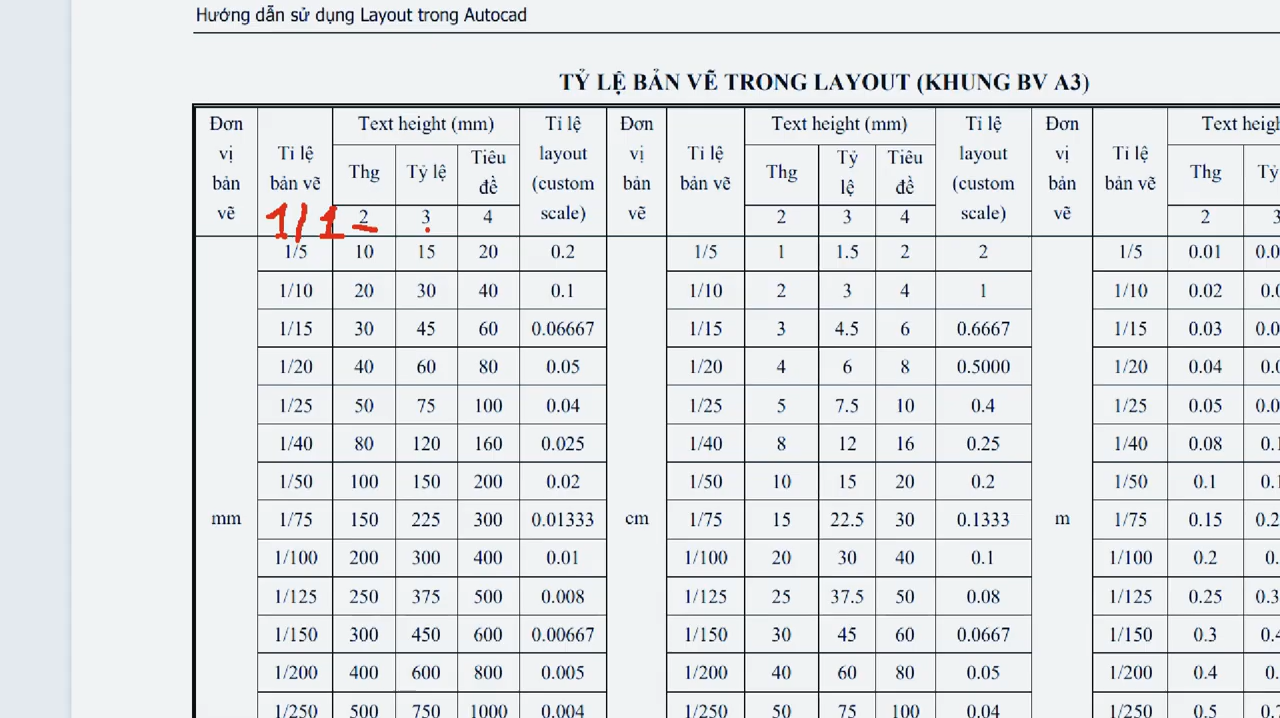 Hướng dẫn sử dụng Layout trong Autocad
TỶ LỆ BẢN VẼ TRONG LAYOUT (KHUNG BV A3)
Đơn vị bản vẽ | Tỉ lệ bản vẽ | Text height (mm) | Tỉ lệ layout (custom scale) | Đơn vị bản vẽ | Tỉ lệ bản vẽ | Text height (mm) | Tỉ lệ layout (custom scale) | Đơn vị bản vẽ | Tỉ lệ bản vẽ | Text
Thg | Tỷ lệ | Tiêu đề | Thg | Tỷ lệ | Tiêu đề | Thg
1/1 | 2 | 3 | 4 | 2 | 3 | 4 | 2
mm | cm | m
1/5 | 10 | 15 | 20 | 0.2 | 1/5 | 1 | 1.5 | 2 | 2 | 1/5 | 0.01
1/10 | 20 | 30 | 40 | 0.1 | 1/10 | 2 | 3 | 4 | 1 | 1/10 | 0.02
1/15 | 30 | 45 | 60 | 0.06667 | 1/15 | 3 | 4.5 | 6 | 0.6667 | 1/15 | 0.03
1/20 | 40 | 60 | 80 | 0.05 | 1/20 | 4 | 6 | 8 | 0.5000 | 1/20 | 0.04
1/25 | 50 | 75 | 100 | 0.04 | 1/25 | 5 | 7.5 | 10 | 0.4 | 1/25 | 0.05
1/40 | 80 | 120 | 160 | 0.025 | 1/40 | 8 | 12 | 16 | 0.25 | 1/40 | 0.08
1/50 | 100 | 150 | 200 | 0.02 | 1/50 | 10 | 15 | 20 | 0.2 | 1/50 | 0.1
1/75 | 150 | 225 | 300 | 0.01333 | 1/75 | 15 | 22.5 | 30 | 0.1333 | 1/75 | 0.15
1/100 | 200 | 300 | 400 | 0.01 | 1/100 | 20 | 30 | 40 | 0.1 | 1/100 | 0.2
1/125 | 250 | 375 | 500 | 0.008 | 1/125 | 25 | 37.5 | 50 | 0.08 | 1/125 | 0.25
1/150 | 300 | 450 | 600 | 0.00667 | 1/150 | 30 | 45 | 60 | 0.0667 | 1/150 | 0.3
1/200 | 400 | 600 | 800 | 0.005 | 1/200 | 40 | 60 | 80 | 0.05 | 1/200 | 0.4
1/250 | 500 | 750 | 1000 | 0.004 | 1/250 | 50 | 75 | 100 | 0.04 | 1/250 | 0.5